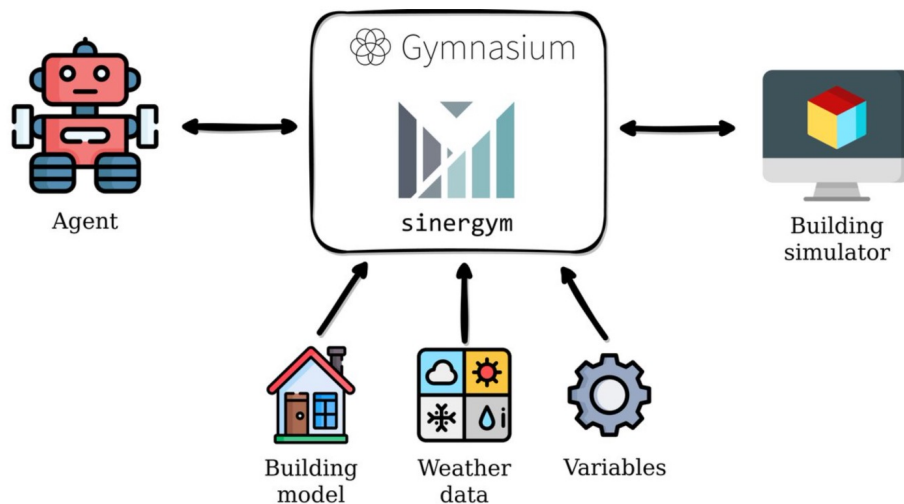 Gymnasium
sinergym
Agent
Building
simulator
Building
model
Weather
data
Variables